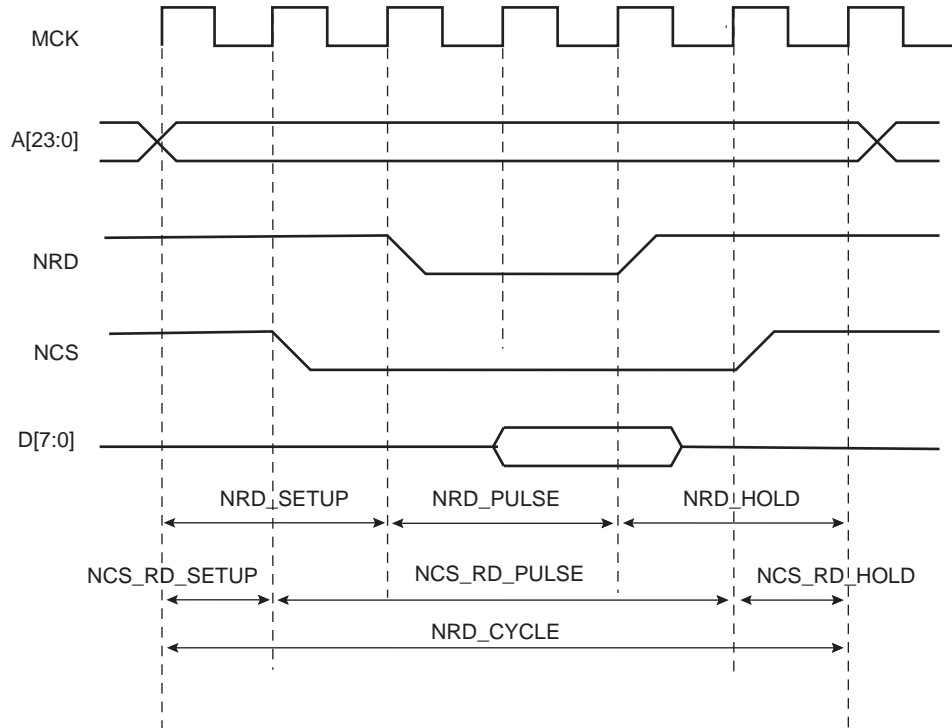 MCK
A[23:0]
NRD
NCS
D[7:0]
NRD_SETUP NRD_PULSE NRD_HOLD
NCS_RD_SETUP NCS_RD_PULSE NCS_RD_HOLD
NRD_CYCLE